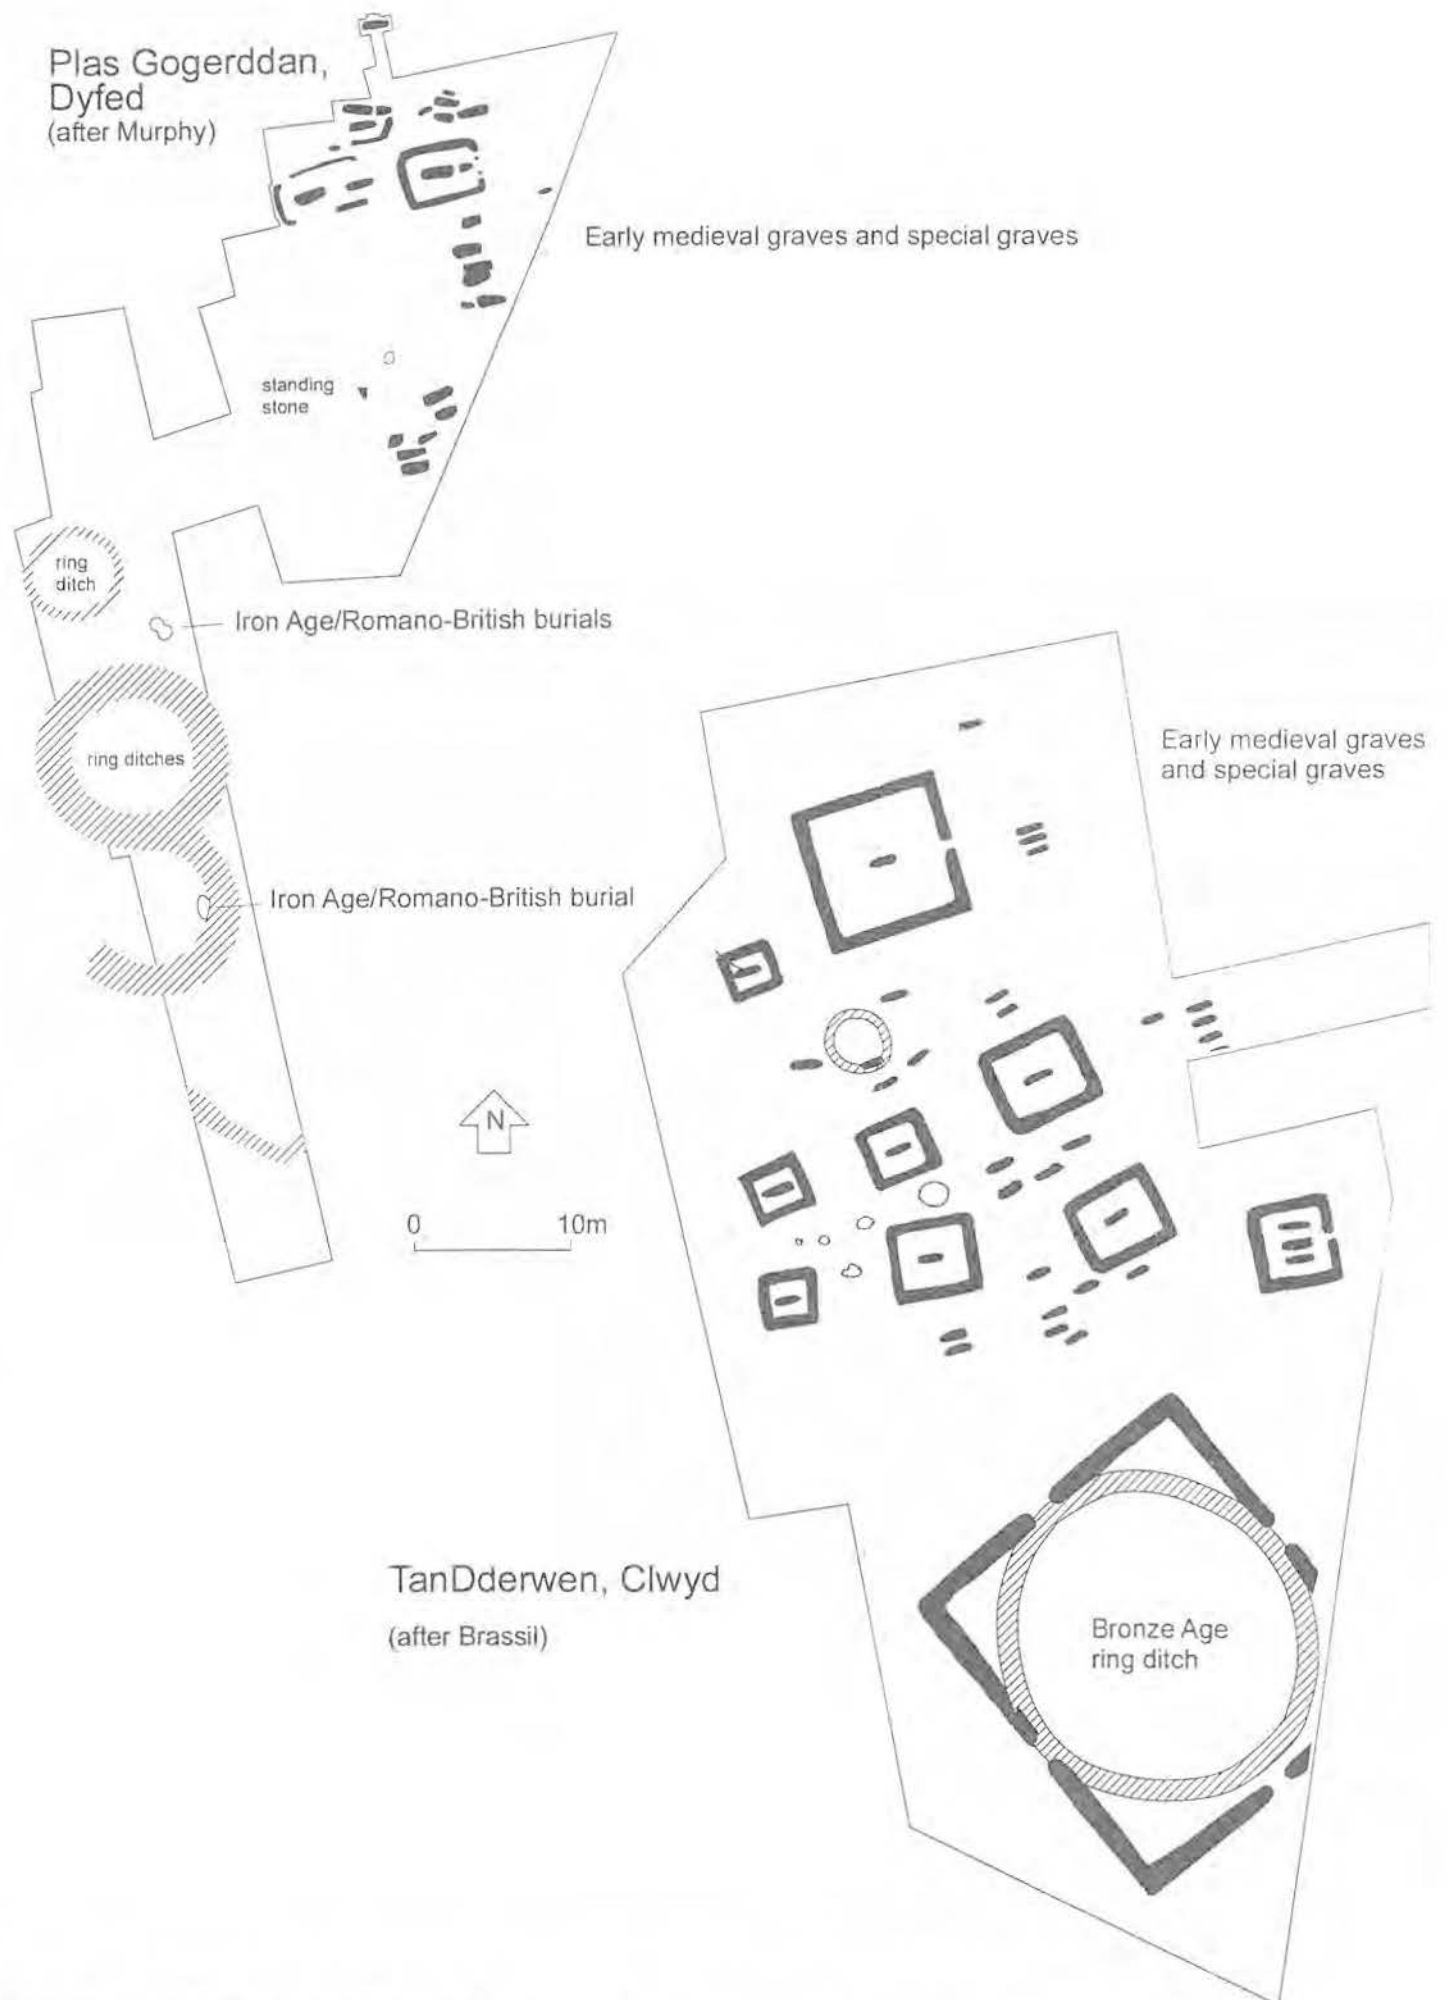 Plas Gogerddan,
Dyfed
(after Murphy)
Early medieval graves and special graves
standing
stone
ring
ditch
Iron Age/Romano-British burials
ring ditches
Early medieval graves
and special graves
Iron Age/Romano-British burial
N
0 10m
TanDderwen, Clwyd
(after Brassil)
Bronze Age
ring ditch